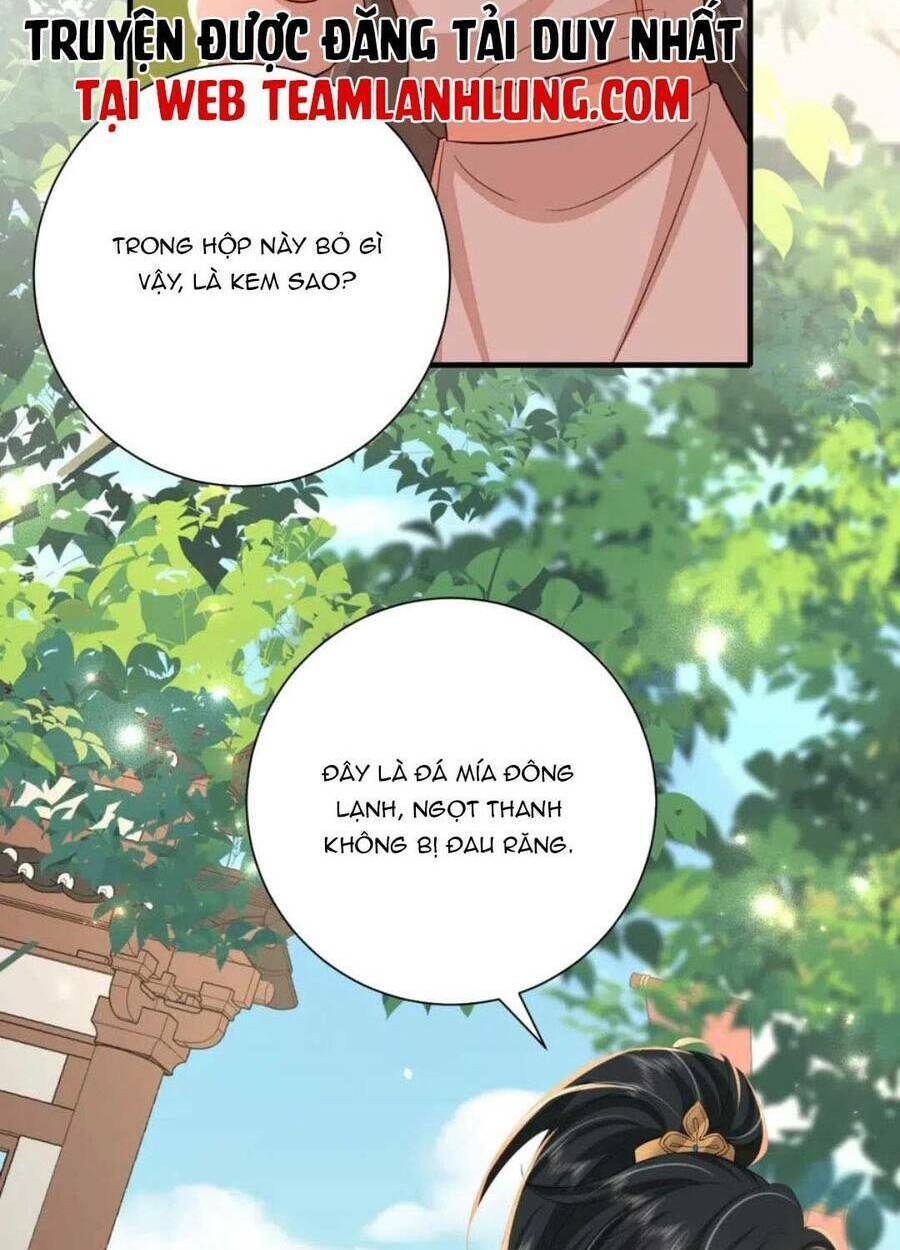 TRUYỆN ĐƯỢC ĐĂNG TẢI DUY NHẤT
TẠI WEB TEAMLANHLUNG.COM
TRONG HỘP NÀY BỎ GÌ
VẬY, LÀ KEM SAO?
ĐÂY LÀ ĐÁ MÍA ĐÔNG
LẠNH, NGỌT THANH
KHÔNG BỊ ĐAU RĂNG.